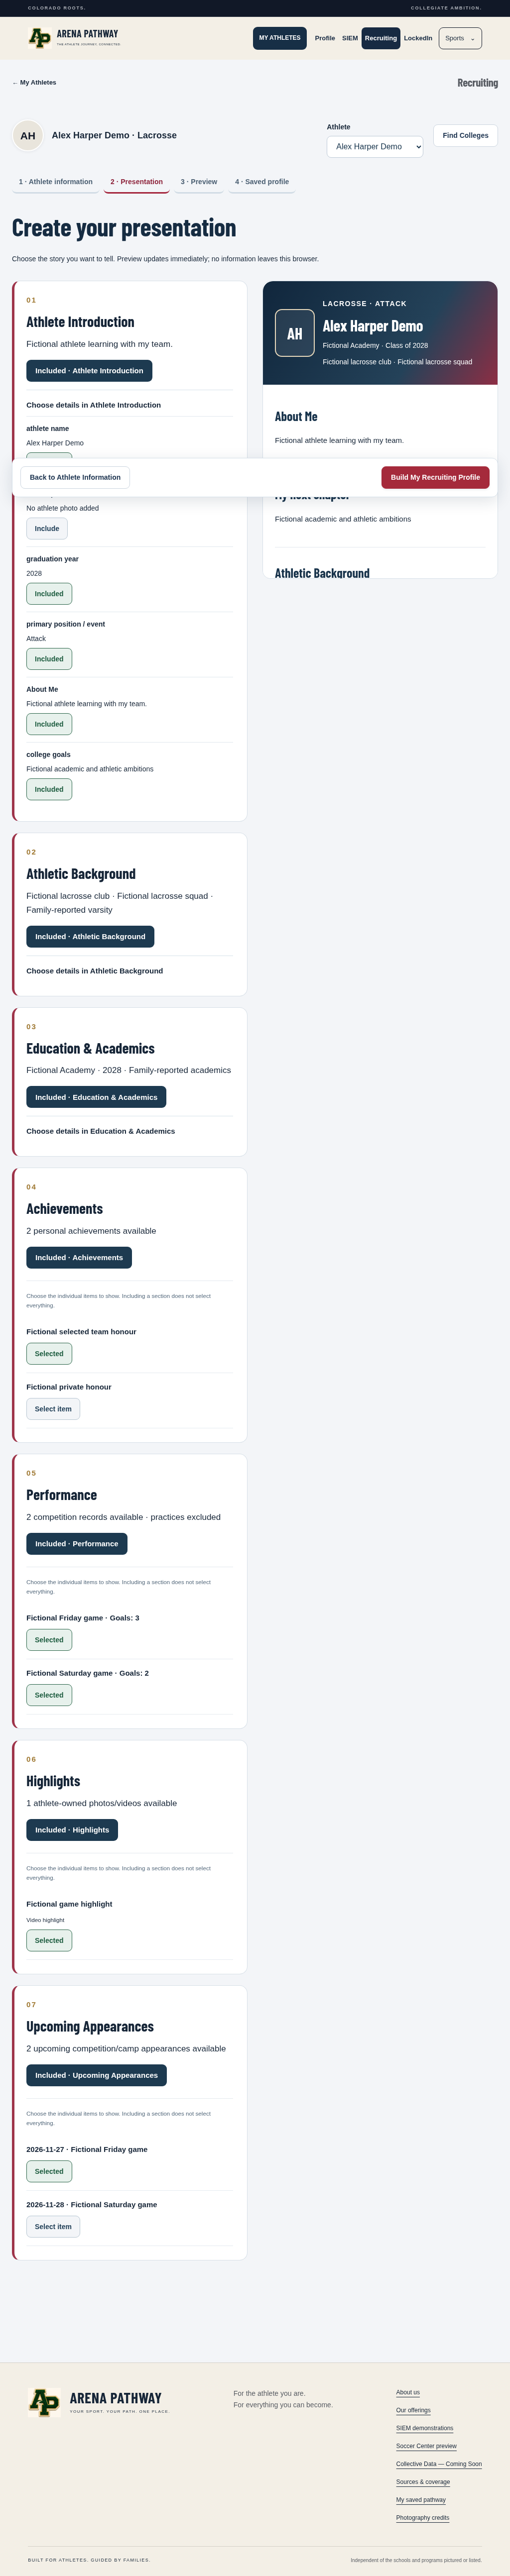 COLORADO ROOTS.
COLLEGIATE AMBITION.
AP
ARENA PATHWAY
THE ATHLETE JOURNEY, CONNECTED.
MY ATHLETES
Profile
SIEM
Recruiting
LockedIn
Sports
← My Athletes
Recruiting
AH
Alex Harper Demo · Lacrosse
Athlete
Alex Harper Demo
Find Colleges
1 · Athlete information
2 · Presentation
3 · Preview
4 · Saved profile
Create your presentation
Choose the story you want to tell. Preview updates immediately; no information leaves this browser.
01
Athlete Introduction
Fictional athlete learning with my team.
Included · Athlete Introduction
Choose details in Athlete Introduction
athlete name
Alex Harper Demo
LACROSSE · ATTACK
AH
Alex Harper Demo
Fictional Academy · Class of 2028
Fictional lacrosse club · Fictional lacrosse squad
About Me
Fictional athlete learning with my team.
Back to Athlete Information
Build My Recruiting Profile
My next chapter
Fictional academic and athletic ambitions
Athletic Background
No athlete photo added
Include
graduation year
2028
Included
primary position / event
Attack
Included
About Me
Fictional athlete learning with my team.
Included
college goals
Fictional academic and athletic ambitions
Included
02
Athletic Background
Fictional lacrosse club · Fictional lacrosse squad ·
Family-reported varsity
Included · Athletic Background
Choose details in Athletic Background
03
Education & Academics
Fictional Academy · 2028 · Family-reported academics
Included · Education & Academics
Choose details in Education & Academics
04
Achievements
2 personal achievements available
Included · Achievements
Choose the individual items to show. Including a section does not select
everything.
Fictional selected team honour
Selected
Fictional private honour
Select item
05
Performance
2 competition records available · practices excluded
Included · Performance
Choose the individual items to show. Including a section does not select
everything.
Fictional Friday game · Goals: 3
Selected
Fictional Saturday game · Goals: 2
Selected
06
Highlights
1 athlete-owned photos/videos available
Included · Highlights
Choose the individual items to show. Including a section does not select
everything.
Fictional game highlight
Video highlight
Selected
07
Upcoming Appearances
2 upcoming competition/camp appearances available
Included · Upcoming Appearances
Choose the individual items to show. Including a section does not select
everything.
2026-11-27 · Fictional Friday game
Selected
2026-11-28 · Fictional Saturday game
Select item
AP
ARENA PATHWAY
YOUR SPORT. YOUR PATH. ONE PLACE.
For the athlete you are.
For everything you can become.
About us
Our offerings
SIEM demonstrations
Soccer Center preview
Collective Data — Coming Soon
Sources & coverage
My saved pathway
Photography credits
BUILT FOR ATHLETES. GUIDED BY FAMILIES.
Independent of the schools and programs pictured or listed.